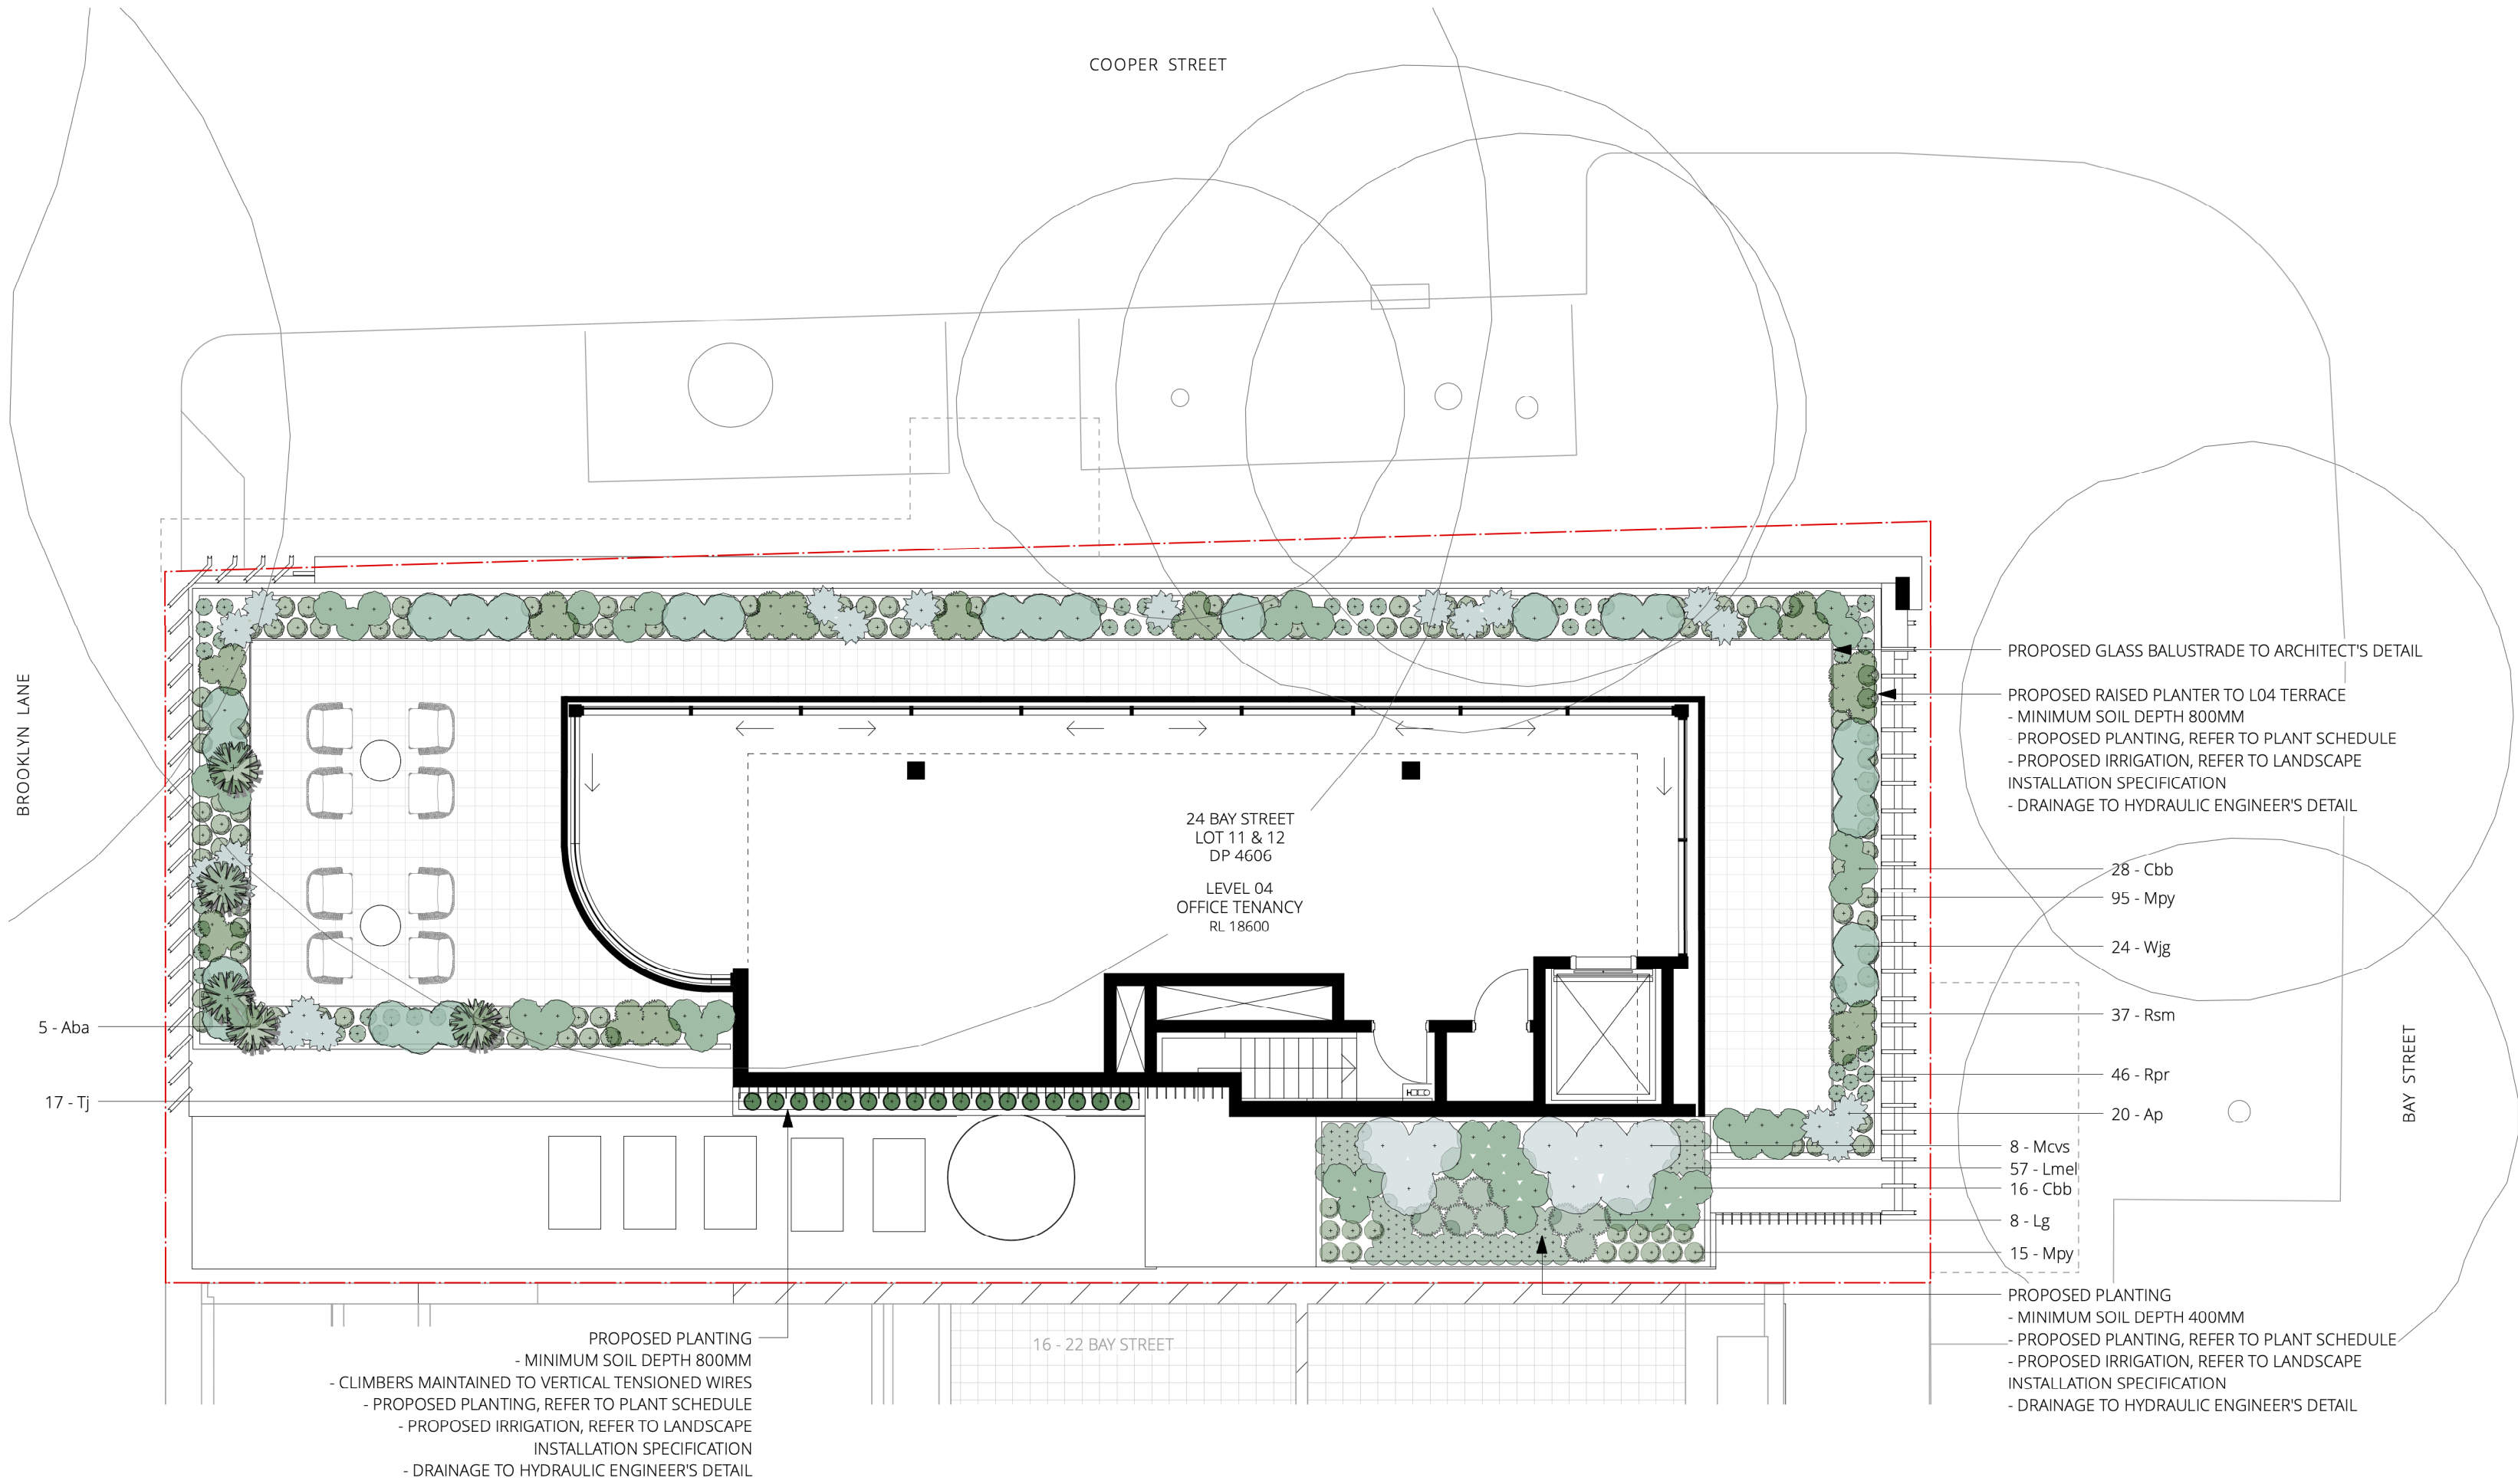 COOPER STREET
BROOKLYN LANE
PROPOSED GLASS BALUSTRADE TO ARCHITECT'S DETAIL
PROPOSED RAISED PLANTER TO L04 TERRACE
- MINIMUM SOIL DEPTH 800MM
- PROPOSED PLANTING, REFER TO PLANT SCHEDULE
- PROPOSED IRRIGATION, REFER TO LANDSCAPE
INSTALLATION SPECIFICATION
- DRAINAGE TO HYDRAULIC ENGINEER'S DETAIL
24 BAY STREET
LOT 11 & 12
DP 4606
LEVEL 04
OFFICE TENANCY
RL 18600
28 - Cbb
95 - Mpy
24 - Wjg
37 - Rsm
46 - Rpr
20 - Ap
8 - Mcvs
57 - Lmel
16 - Cbb
8 - Lg
15 - Mpy
BAY STREET
5 - Aba
17 - Tj
PROPOSED PLANTING
- MINIMUM SOIL DEPTH 400MM
- PROPOSED PLANTING, REFER TO PLANT SCHEDULE
- PROPOSED IRRIGATION, REFER TO LANDSCAPE
INSTALLATION SPECIFICATION
- DRAINAGE TO HYDRAULIC ENGINEER'S DETAIL
16 - 22 BAY STREET
PROPOSED PLANTING
- MINIMUM SOIL DEPTH 800MM
- CLIMBERS MAINTAINED TO VERTICAL TENSIONED WIRES
- PROPOSED PLANTING, REFER TO PLANT SCHEDULE
- PROPOSED IRRIGATION, REFER TO LANDSCAPE
INSTALLATION SPECIFICATION
- DRAINAGE TO HYDRAULIC ENGINEER'S DETAIL